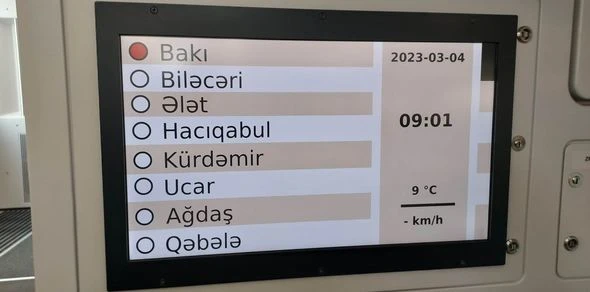 Bakı
Biləcəri
Ələt
Hacıqabul
Kürdəmir
Ucar
Ağdaş
Qəbələ
2023-03-04
09:01
9 °C
- km/h